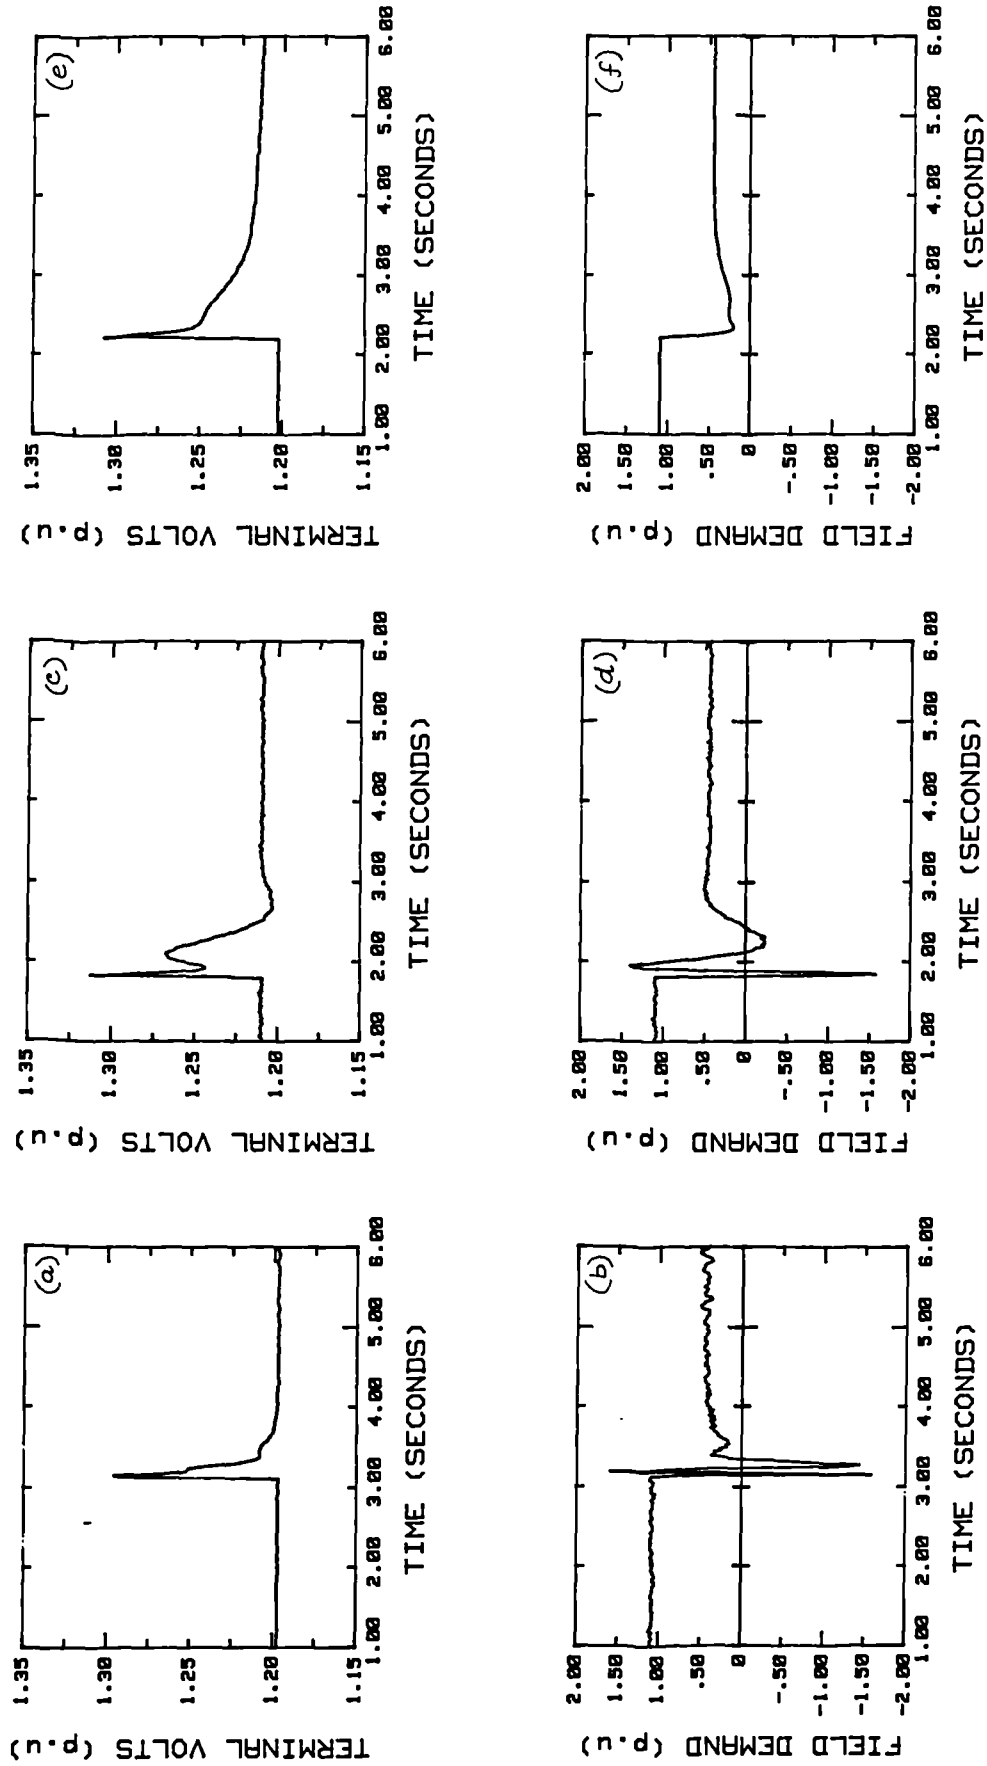 (a)
TERMINAL VOLTS (p.u)
1.35
1.30
1.25
1.20
1.15
1.00 2.00 3.00 4.00 5.00 6.00
TIME (SECONDS)
(b)
FIELD DEMAND (p.u)
2.00
1.50
1.00
.50
0
-.50
-1.00
-1.50
-2.00
1.00 2.00 3.00 4.00 5.00 6.00
TIME (SECONDS)
(c)
TERMINAL VOLTS (p.u)
1.35
1.30
1.25
1.20
1.15
1.00 2.00 3.00 4.00 5.00 6.00
TIME (SECONDS)
(d)
FIELD DEMAND (p.u)
2.00
1.50
1.00
.50
0
-.50
-1.00
-1.50
-2.00
1.00 2.00 3.00 4.00 5.00 6.00
TIME (SECONDS)
(e)
TERMINAL VOLTS (p.u)
1.35
1.30
1.25
1.20
1.15
1.00 2.00 3.00 4.00 5.00 6.00
TIME (SECONDS)
(f)
FIELD DEMAND (p.u)
2.00
1.50
1.00
.50
0
-.50
-1.00
-1.50
-2.00
1.00 2.00 3.00 4.00 5.00 6.00
TIME (SECONDS)